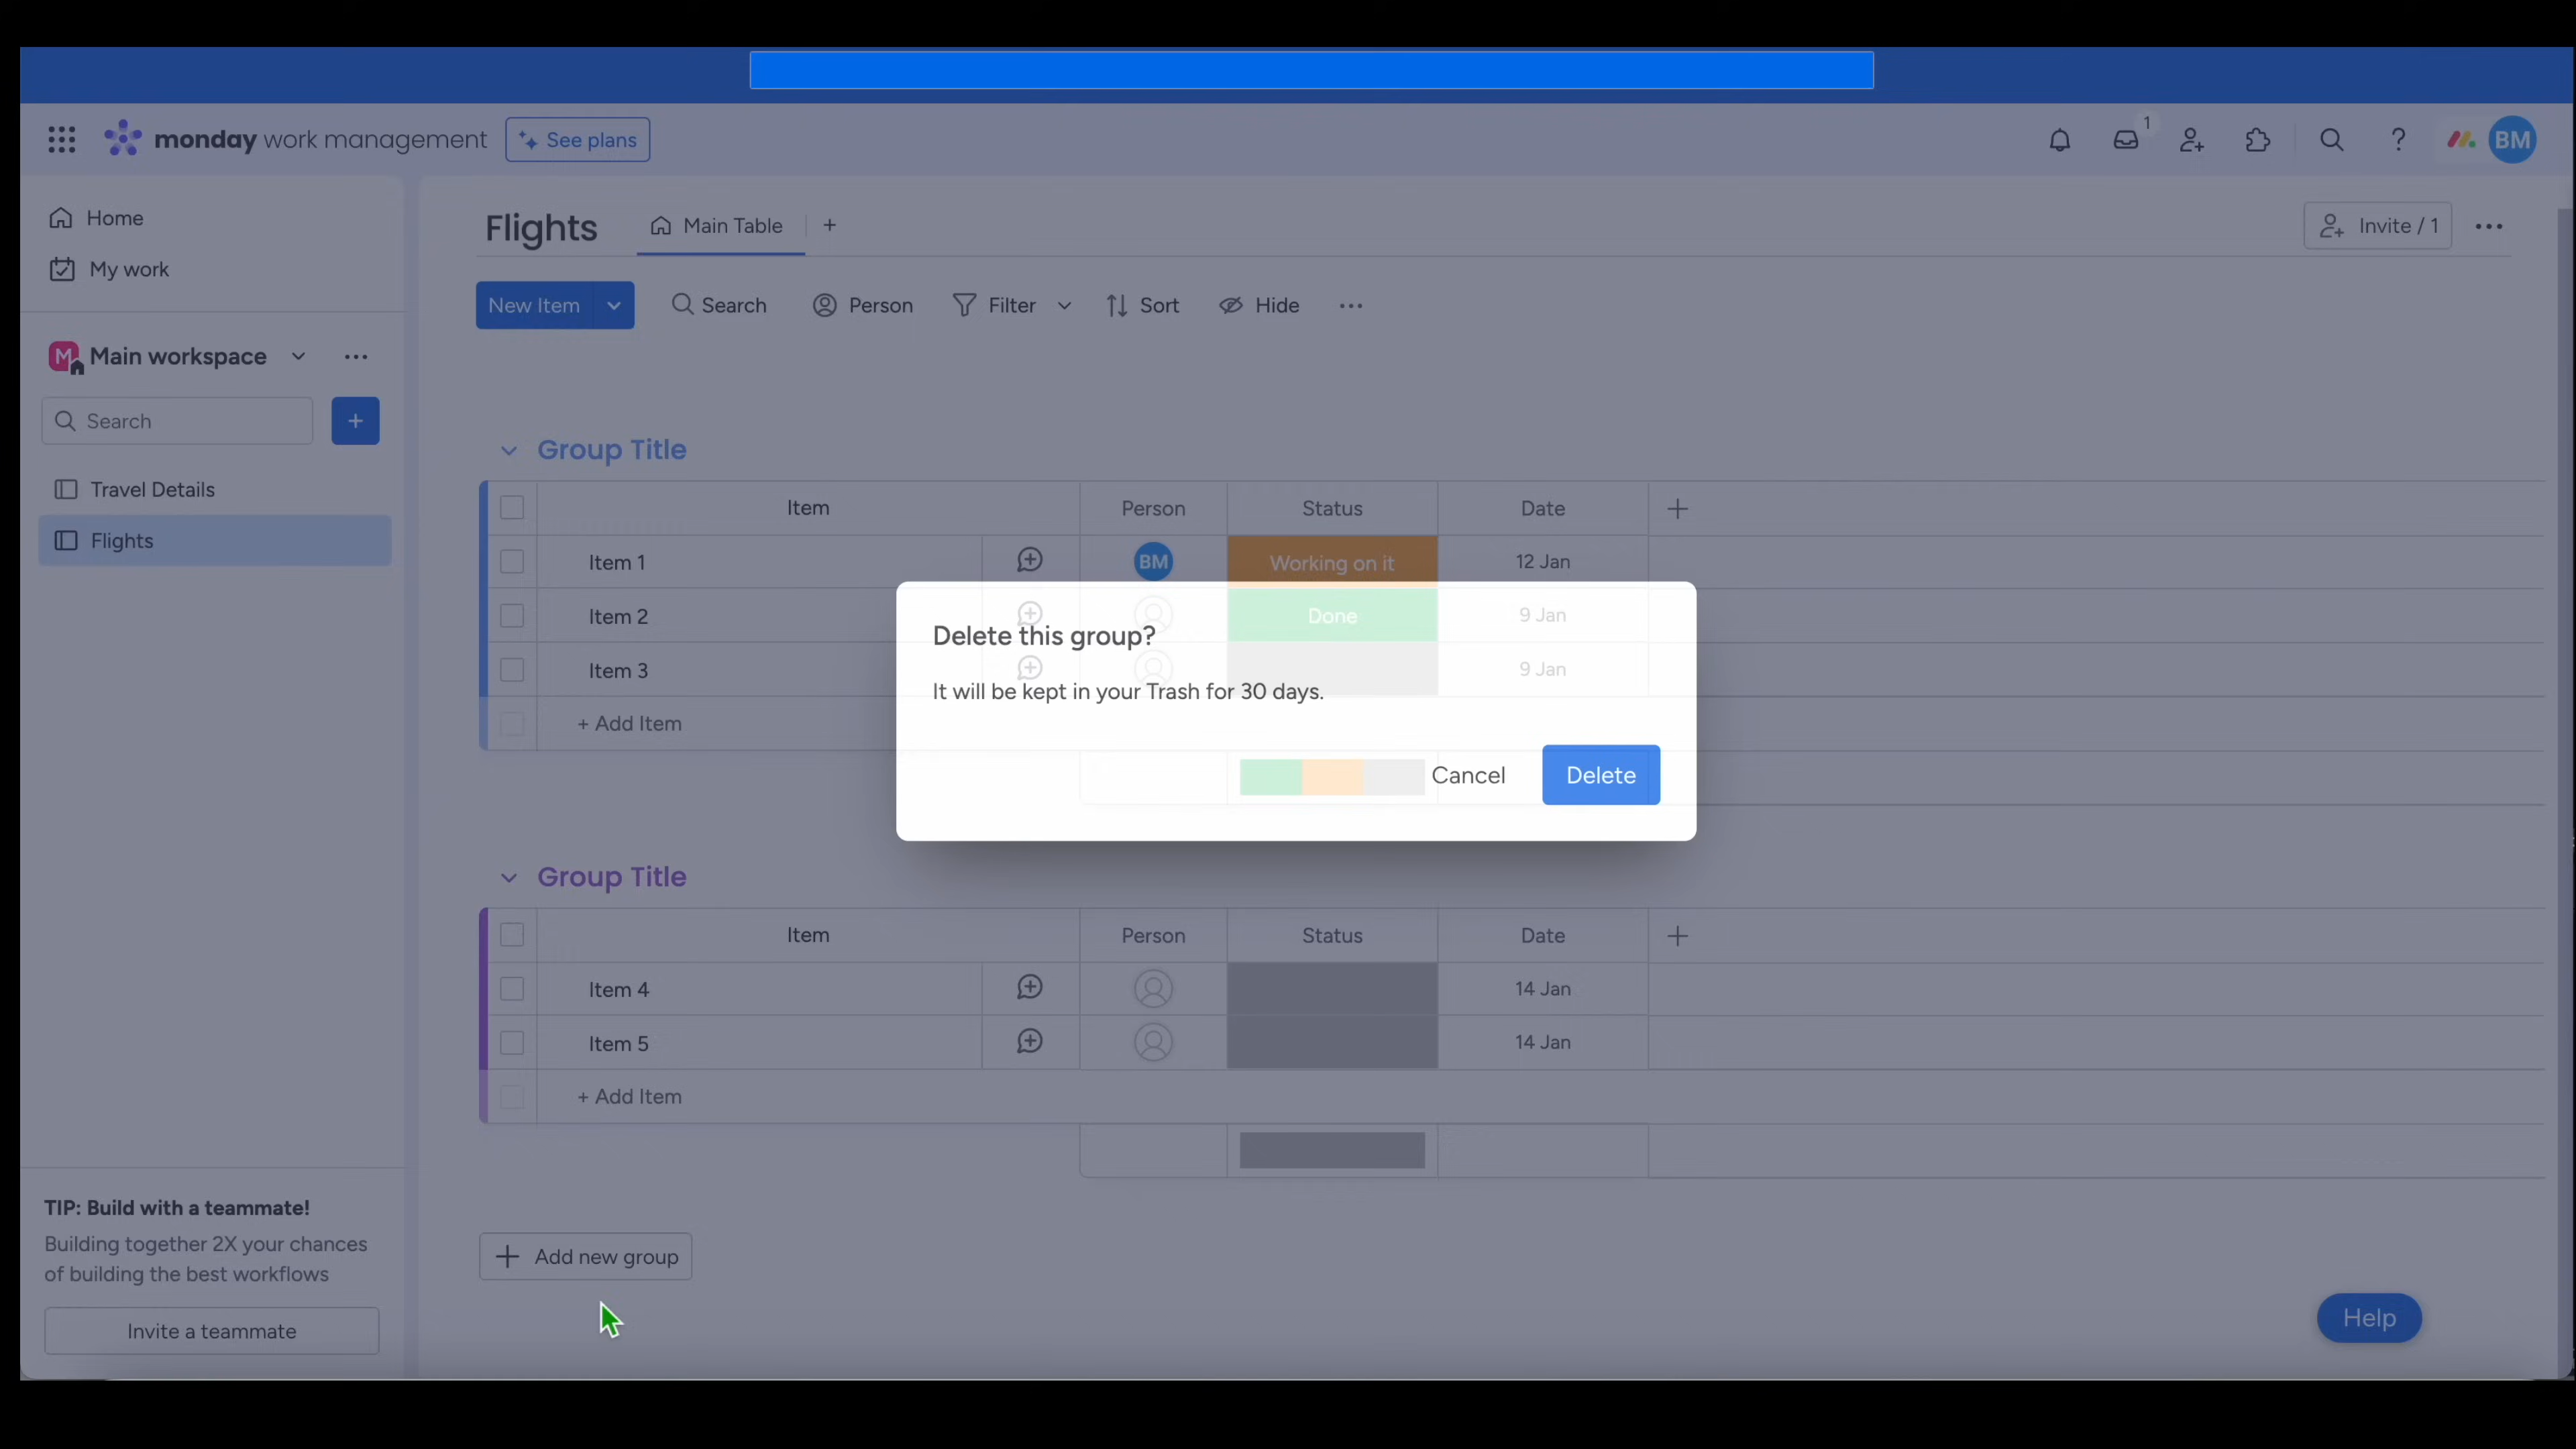 monday work management
See plans
1
BM
Home
My work
Main workspace
M
Search
Travel Details
Flights
TIP: Build with a teammate!
Building together 2X your chances
of building the best workflows
Invite a teammate
Flights
Main Table
Invite / 1
New Item
Search
Person
Filter
Sort
Hide
Group Title
Item Person Status Date
Item 1 BM Working on it 12 Jan
Item 2 Done 9 Jan
Item 3 9 Jan
+ Add Item
Delete this group?
It will be kept in your Trash for 30 days.
Cancel
Delete
Group Title
Item Person Status Date
Item 4 14 Jan
Item 5 14 Jan
+ Add Item
Add new group
Help